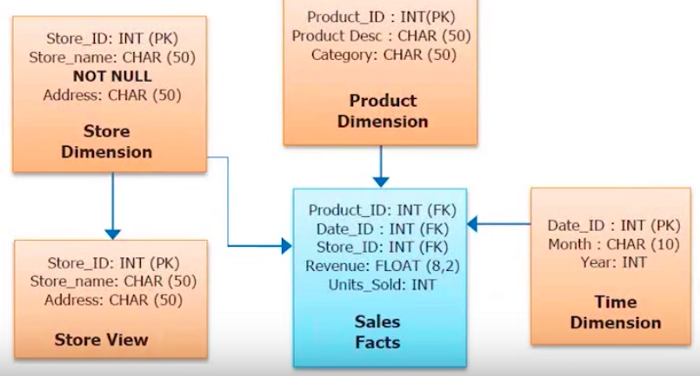 Store_ID: INT (PK)
Store_name: CHAR (50)
NOT NULL
Address: CHAR (50)
Store
Dimension
Product_ID : INT(PK)
Product Desc : CHAR (50)
Category: CHAR (50)
Product
Dimension
Store_ID: INT (PK)
Store_name: CHAR (50)
Address: CHAR (50)
Store View
Product_ID: INT (FK)
Date_ID : INT (FK)
Store_ID: INT (FK)
Revenue: FLOAT (8,2)
Units_Sold: INT
Sales
Facts
Date_ID : INT (PK)
Month : CHAR (10)
Year: INT
Time
Dimension